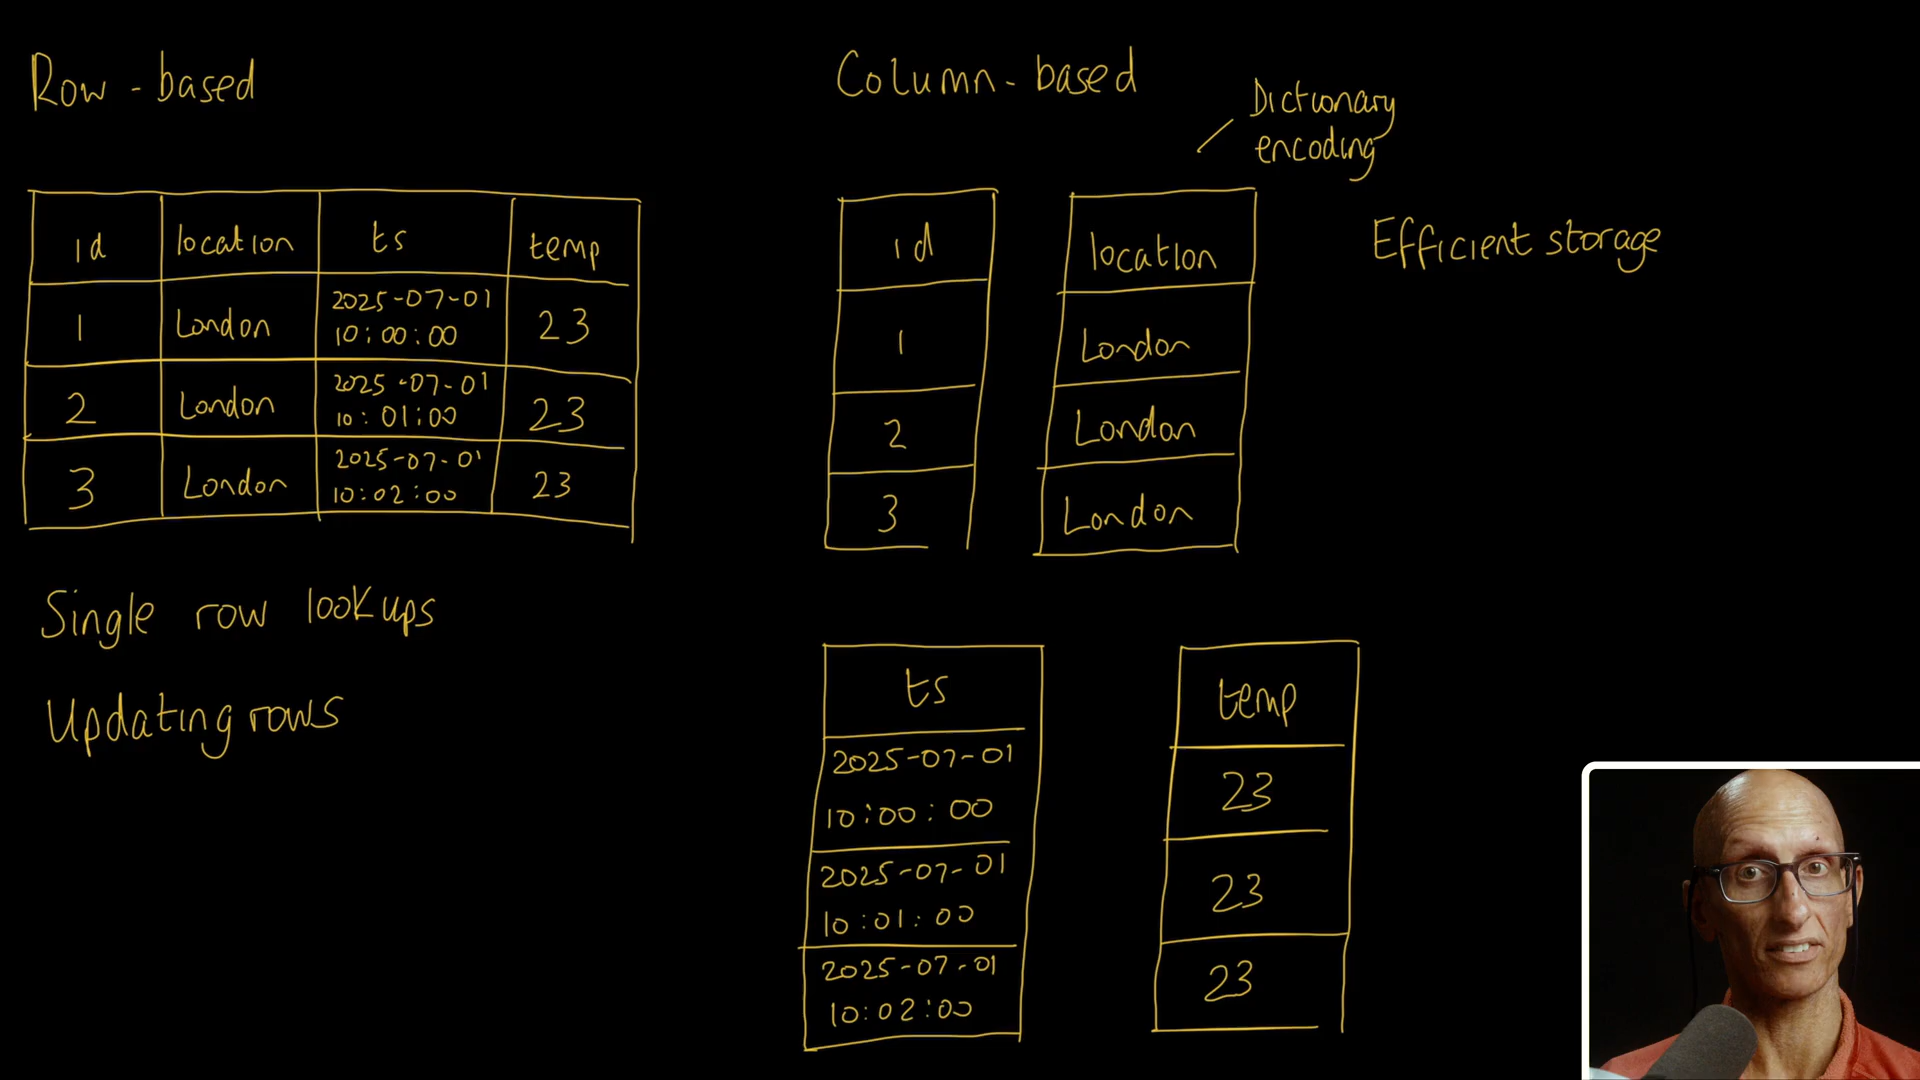 Row-based
id location ts temp
1 London 2025-07-01 10:00:00 23
2 London 2025-07-01 10:01:00 23
3 London 2025-07-01 10:02:00 23
Single row lookups
Updating rows
Column-based
Dictionary
encoding
Efficient storage
id
1
2
3
location
London
London
London
ts
2025-07-01
10:00:00
2025-07-01
10:01:00
2025-07-01
10:02:00
temp
23
23
23